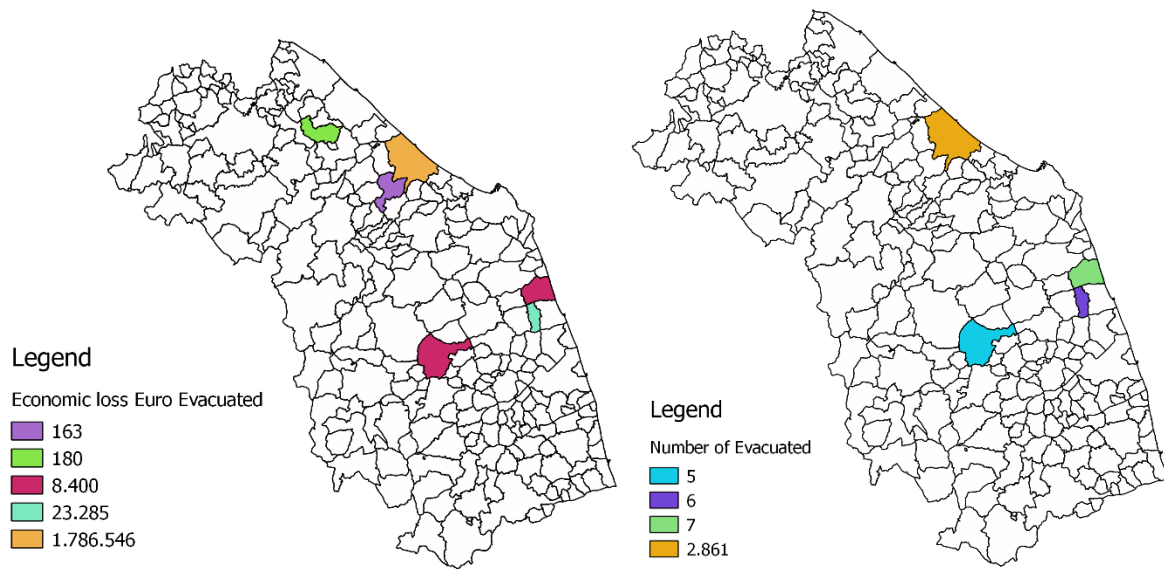 Legend
Economic loss Euro Evacuated
163
180
8.400
23.285
1.786.546
Legend
Number of Evacuated
5
6
7
2.861